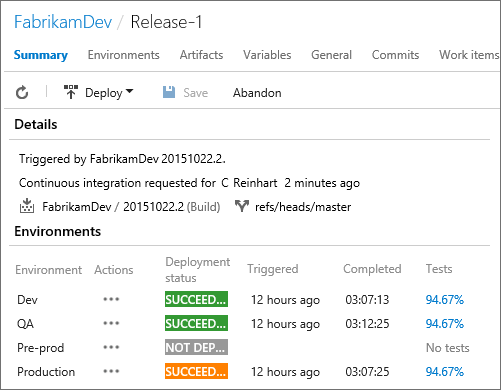 FabrikamDev / Release-1
Summary Environments Artifacts Variables General Commits Work items
Deploy Save Abandon
Details
Triggered by FabrikamDev 20151022.2.
Continuous integration requested for C Reinhart 2 minutes ago
FabrikamDev / 20151022.2 (Build) refs/heads/master
Environments
Environment Actions Deployment status Triggered Completed Tests
Dev ••• SUCCEED... 12 hours ago 03:07:13 94.67%
QA ••• SUCCEED... 12 hours ago 03:12:25 94.67%
Pre-prod ••• NOT DEP... No tests
Production ••• SUCCEED... 12 hours ago 03:07:25 94.67%